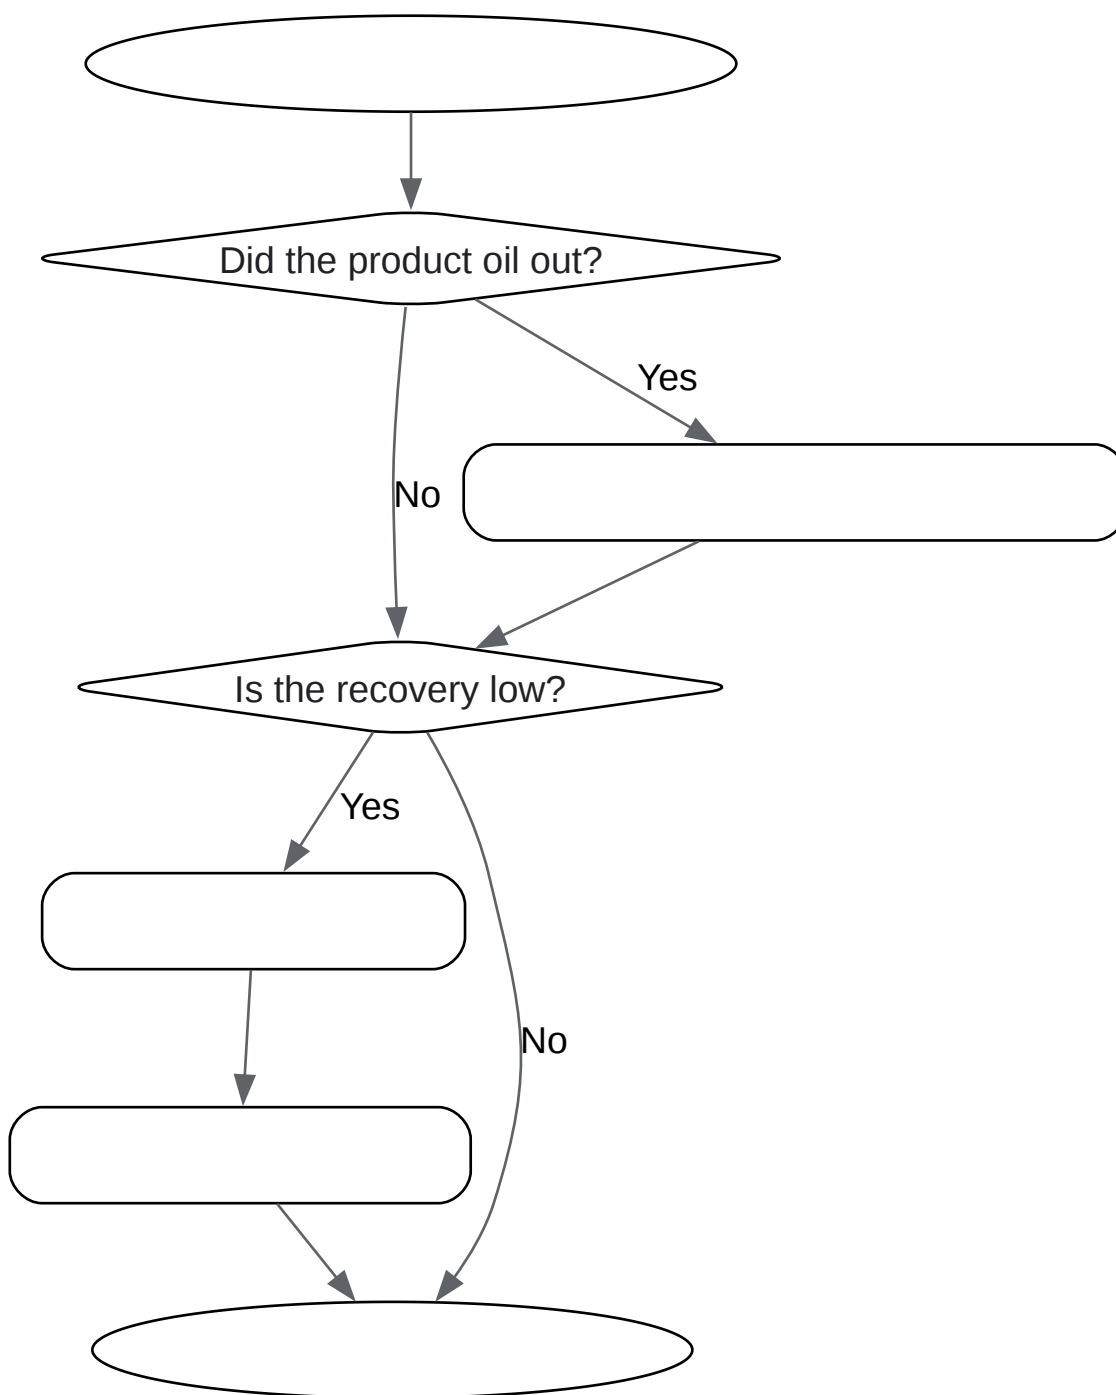 Did the product oil out?
Yes
No
Is the recovery low?
Yes
No